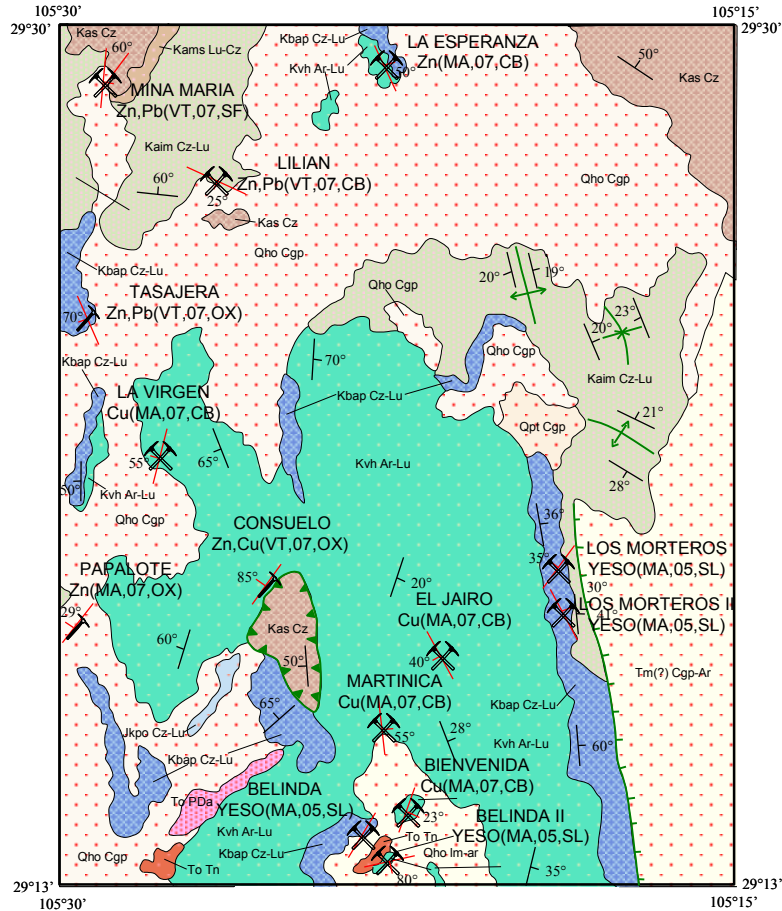 105°30' 105°15'
29°30' 29°30'
Kas Cz
60°
Kams Lu-Cz
Kbap Cz-Lu
LA ESPERANZA
Zn(MA,07,CB)
50°
Kvh Ar-Lu
50°
Kas Cz
MINA MARIA
Zn,Pb(VT,07,SF)
Kaim Cz-Lu
LILIAN
Zn,Pb(VT,07,CB)
60°
25°
Kas Cz
Qho Cgp
Qho Cgp
Kbap Cz-Lu
Qho Cgp
20°
19°
TASAJERA
Zn,Pb(VT,07,OX)
70°
23°
20°
Qho Cgp
Kbap Cz-Lu
70°
Kaim Cz-Lu
LA VIRGEN
Cu(MA,07,CB)
Kbap Cz-Lu
21°
Qpt Cgp
55°
65°
Kvh Ar-Lu
28°
50°
Kvh Ar-Lu
Qho Cgp
CONSUELO
Zn,Cu(VT,07,OX)
36°
LOS MORTEROS
YESO(MA,05,SL)
35°
PAPALOTE
Zn(MA,07,OX)
85°
20°
30°
EL JAIRO
Cu(MA,07,CB)
LOS MORTEROS II
YESO(MA,05,SL)
41°
29°
Kas Cz
60°
50°
40°
Tm(?) Cgp-Ar
MARTINICA
Cu(MA,07,CB)
Kbap Cz-Lu
65°
Jkpo Cz-Lu
55°
28°
Kvh Ar-Lu
60°
Kbap Cz-Lu
BIENVENIDA
Cu(MA,07,CB)
BELINDA
YESO(MA,05,SL)
To PDa
23°
BELINDA II
YESO(MA,05,SL)
Kvh Ar-Lu
To Tn
Qho Cgp
Kbap Cz-Lu
Qho lm-ar
To Tn
80°
35°
29°13' 29°13'
105°30' 105°15'